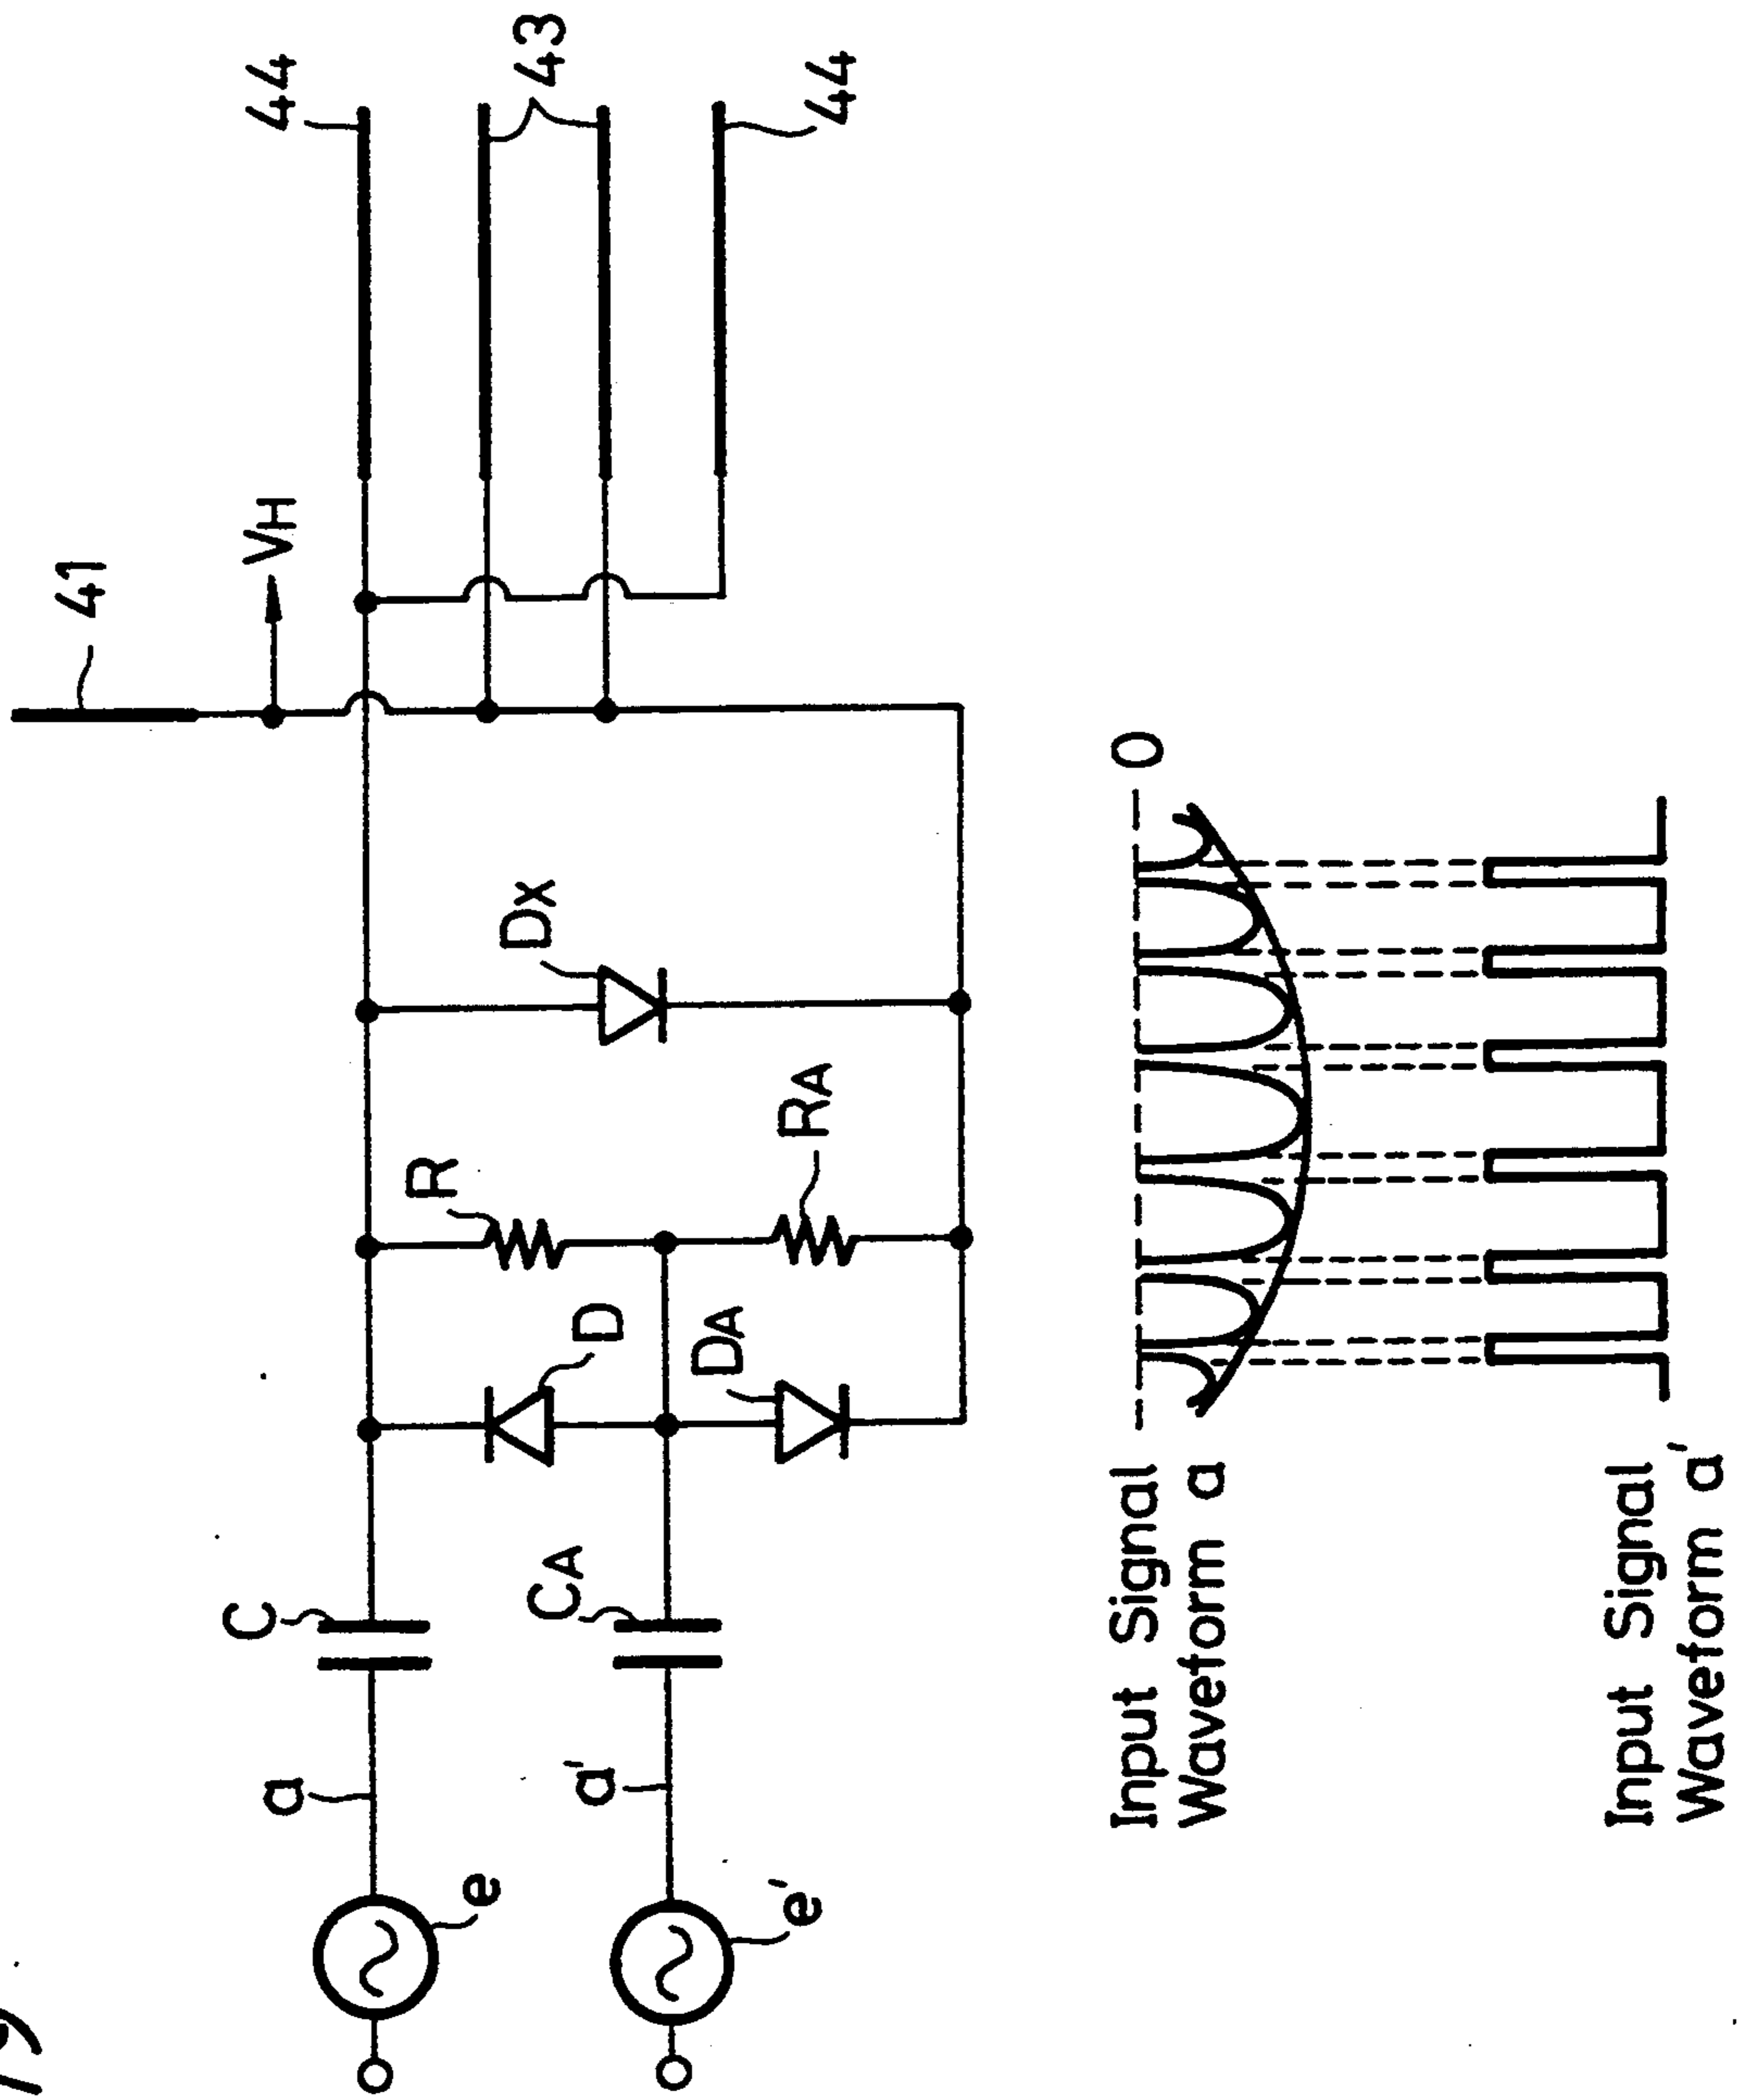 41
VH
44
43
44
C
R
Dx
a
D
CA
DA
RA
a'
e
e'
Input Signal
Waveform a
0
Input Signal
Waveform a'